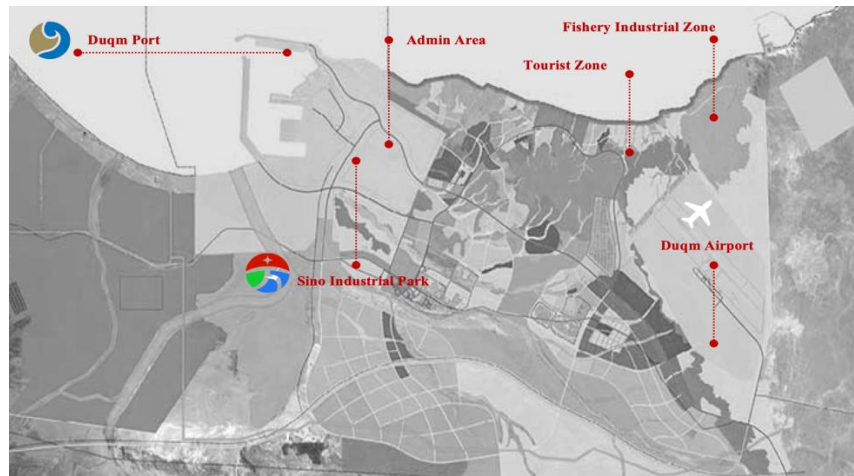 Duqm Port
Admin Area
Fishery Industrial Zone
Tourist Zone
Duqm Airport
Sino Industrial Park